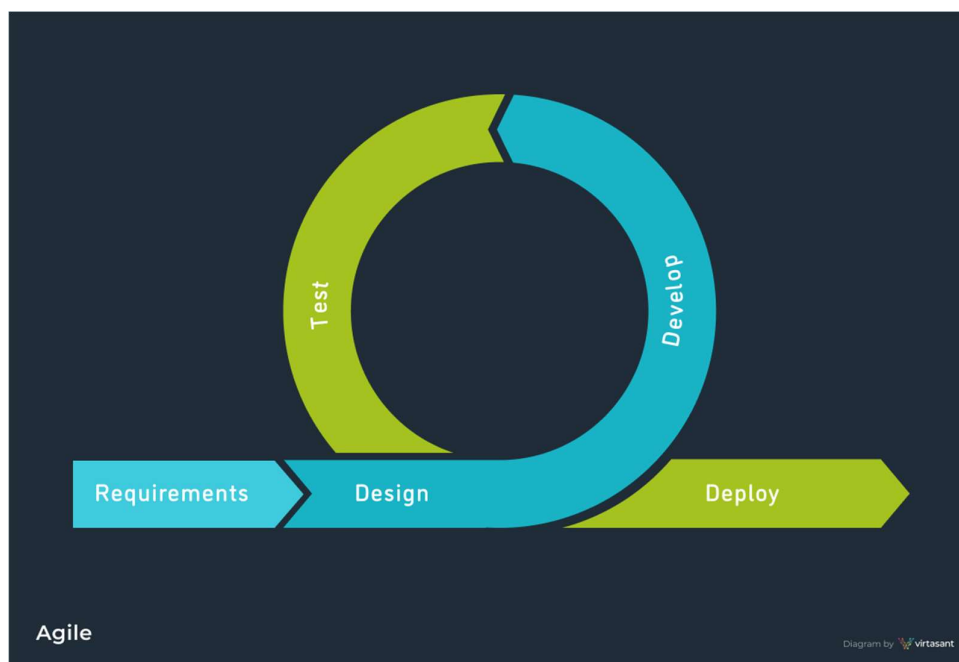 Test
Develop
Requirements
Design
Deploy
Agile
Diagram by virtasant